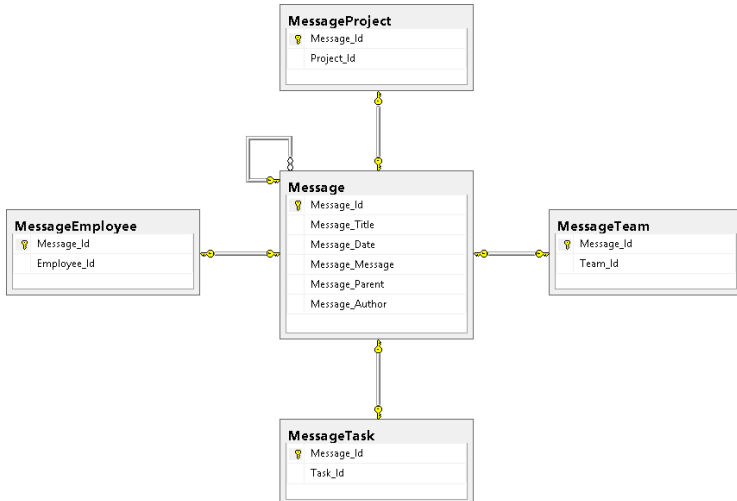 MessageProject
Message_Id
Project_Id
Message
Message_Id
Message_Title
Message_Date
Message_Message
Message_Parent
Message_Author
MessageEmployee
Message_Id
Employee_Id
MessageTeam
Message_Id
Team_Id
MessageTask
Message_Id
Task_Id